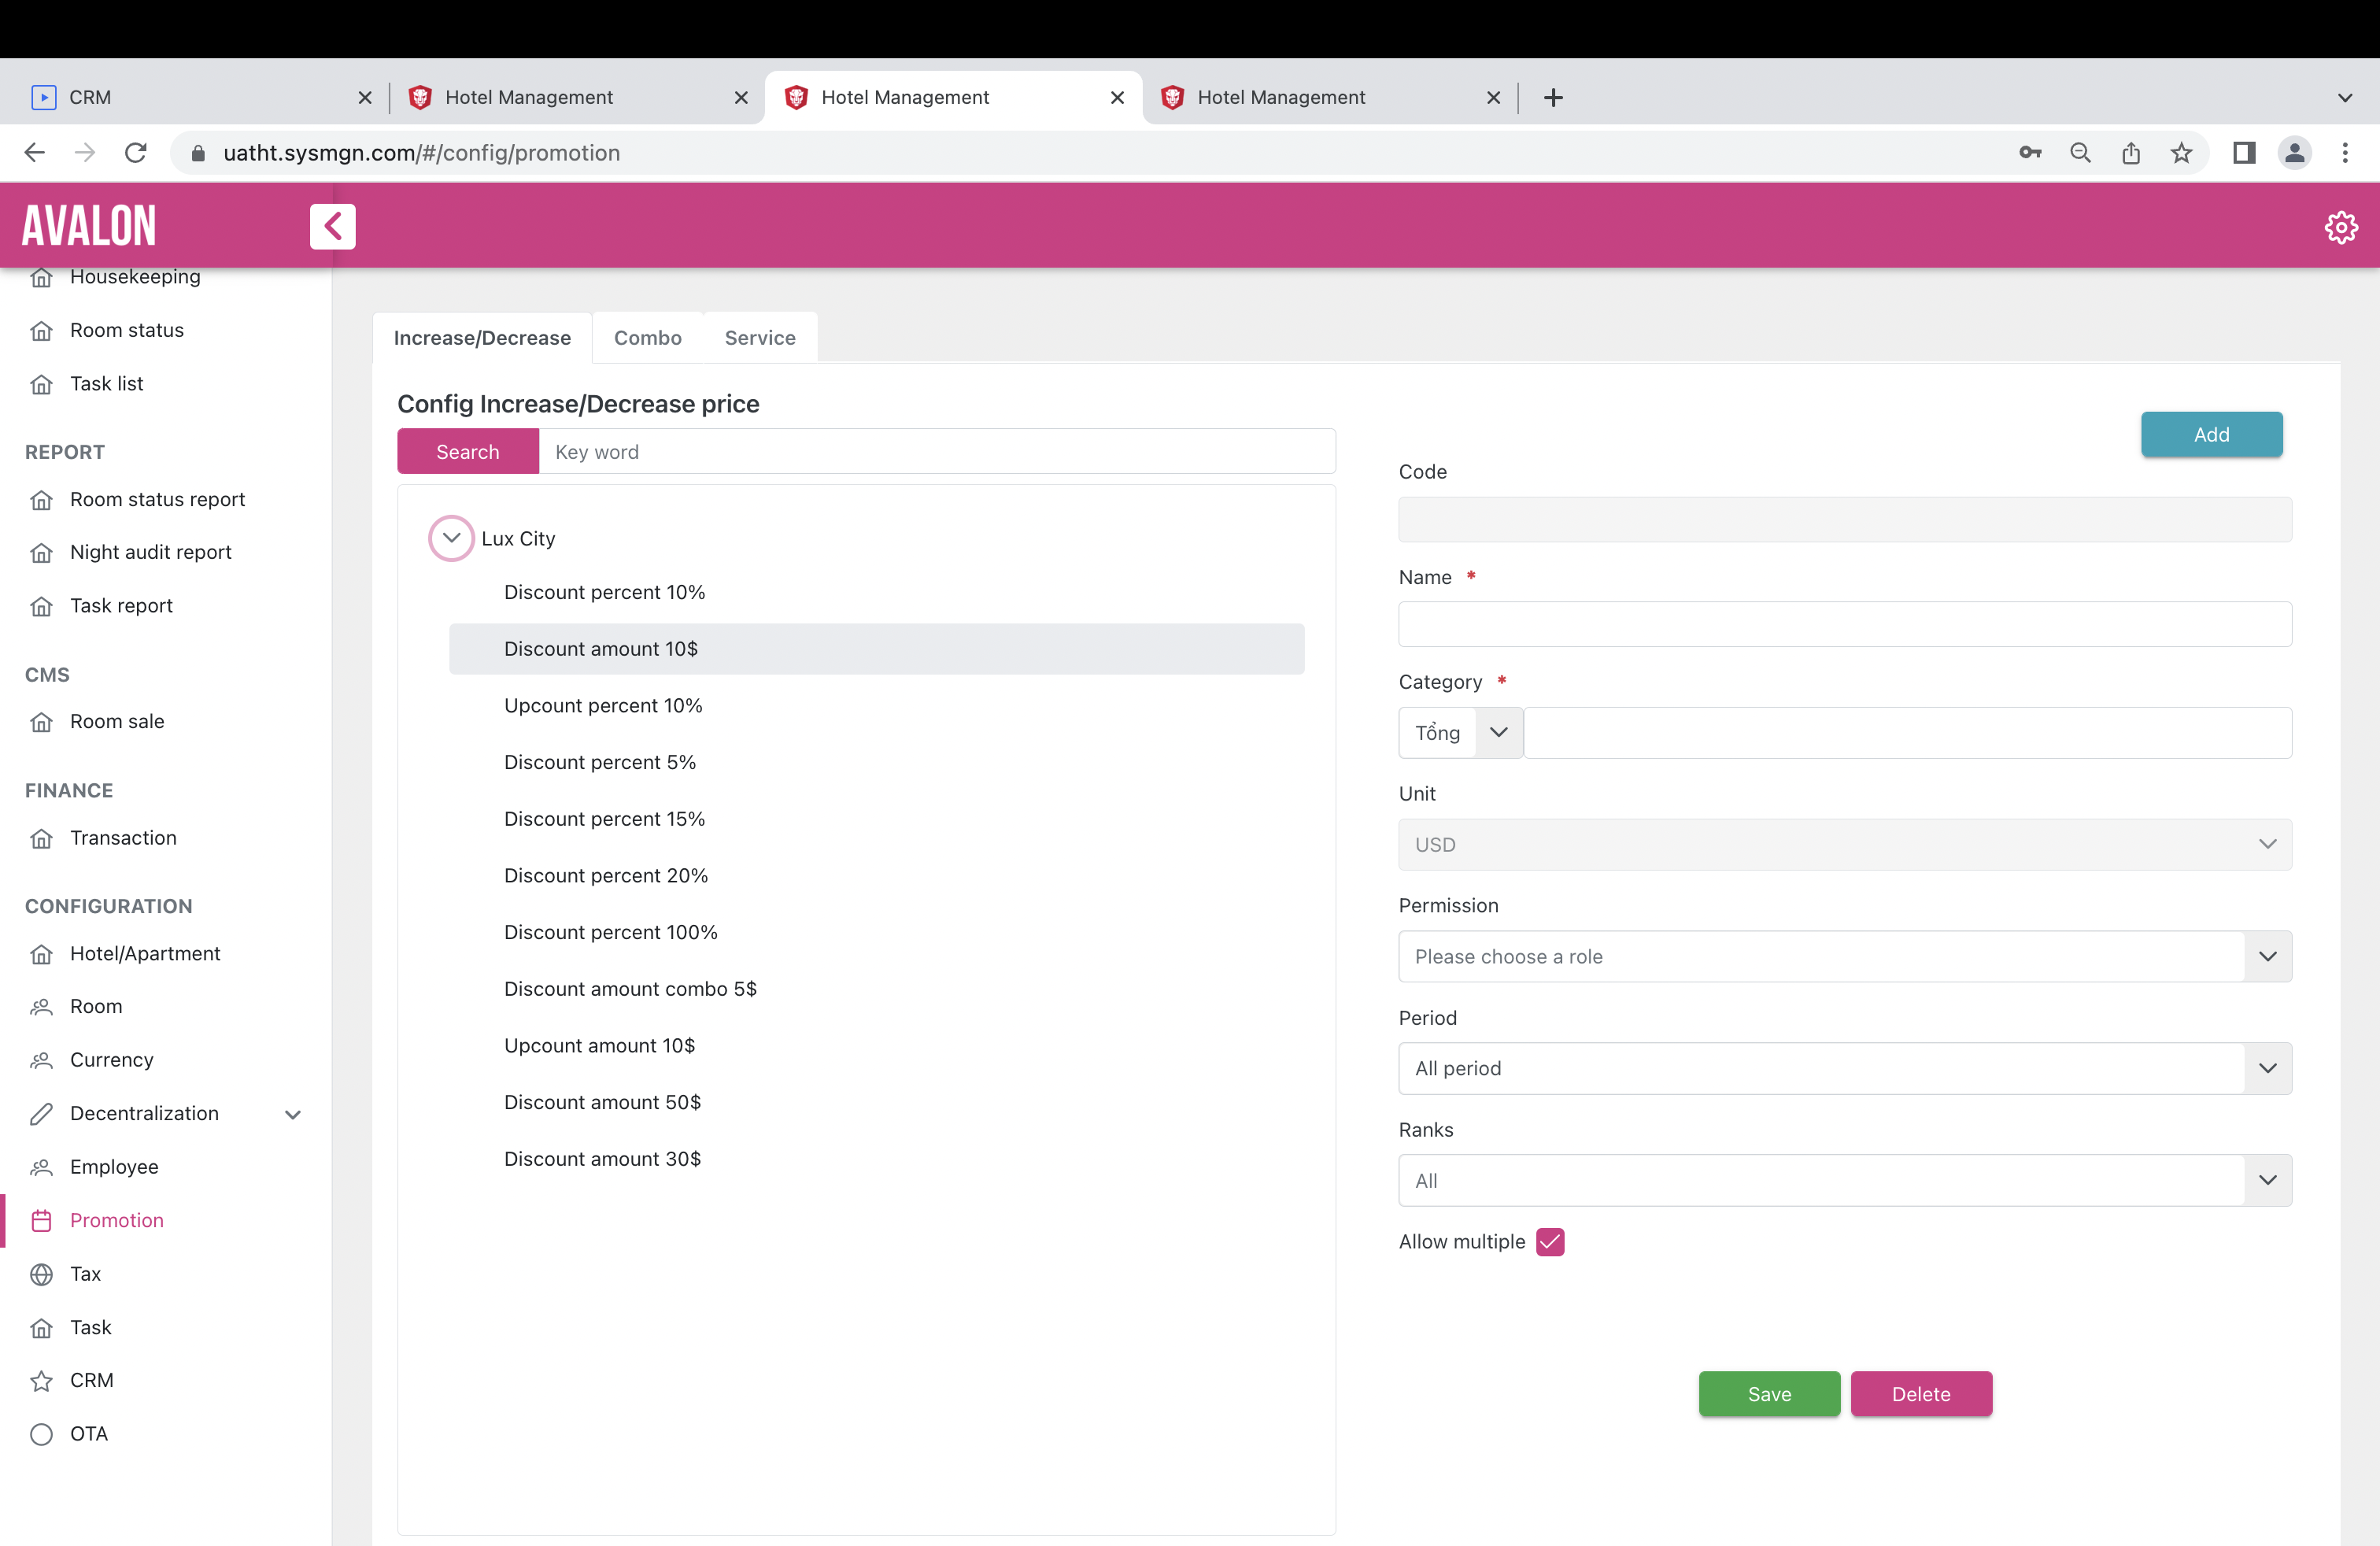 CRM
Hotel Management
Hotel Management
Hotel Management
uatht.sysmgn.com/#/config/promotion
AVALON
Housekeeping
Room status
Task list
REPORT
Room status report
Night audit report
Task report
CMS
Room sale
FINANCE
Transaction
CONFIGURATION
Hotel/Apartment
Room
Currency
Decentralization
Employee
Promotion
Tax
Task
CRM
OTA
Increase/Decrease
Combo
Service
Config Increase/Decrease price
Search
Key word
Lux City
Discount percent 10%
Discount amount 10$
Upcount percent 10%
Discount percent 5%
Discount percent 15%
Discount percent 20%
Discount percent 100%
Discount amount combo 5$
Upcount amount 10$
Discount amount 50$
Discount amount 30$
Add
Code
Name *
Category *
Tổng
Unit
USD
Permission
Please choose a role
Period
All period
Ranks
All
Allow multiple
Save
Delete